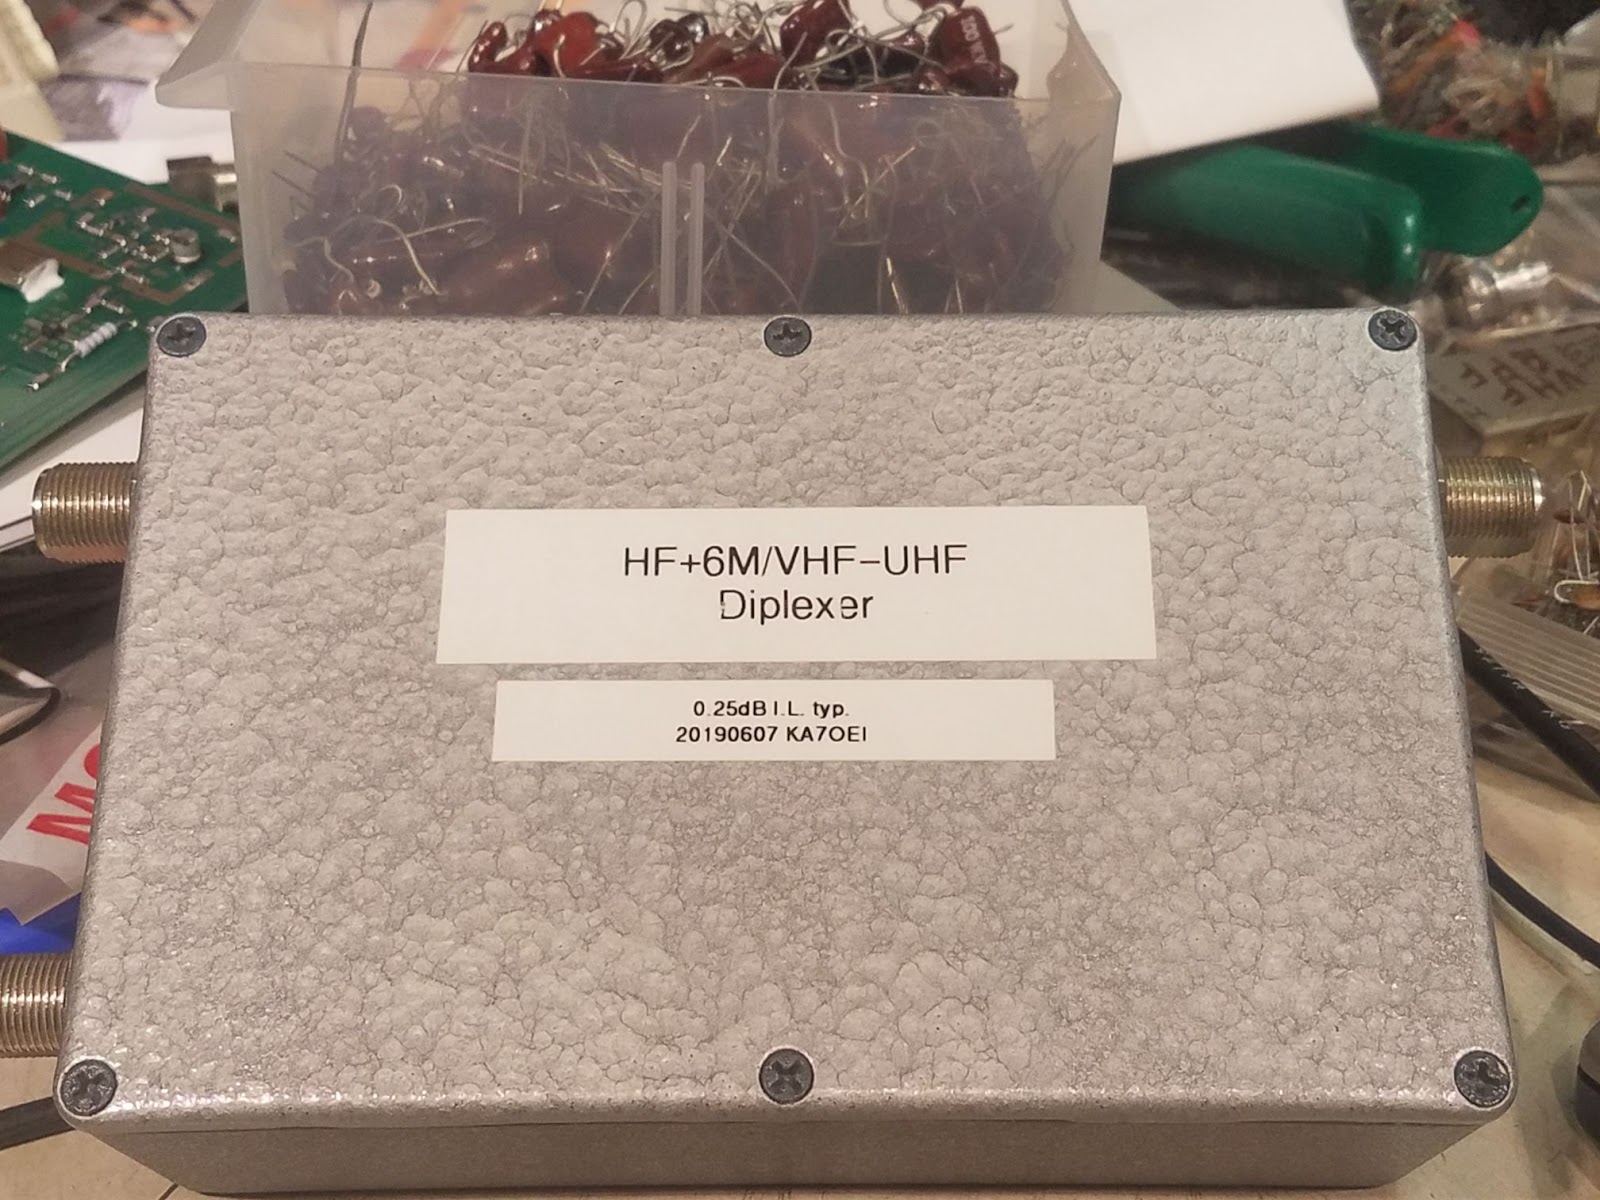 HF+6M/VHF-UHF
Diplexer
0.25dB I.L. typ.
20190607 KA7OEI